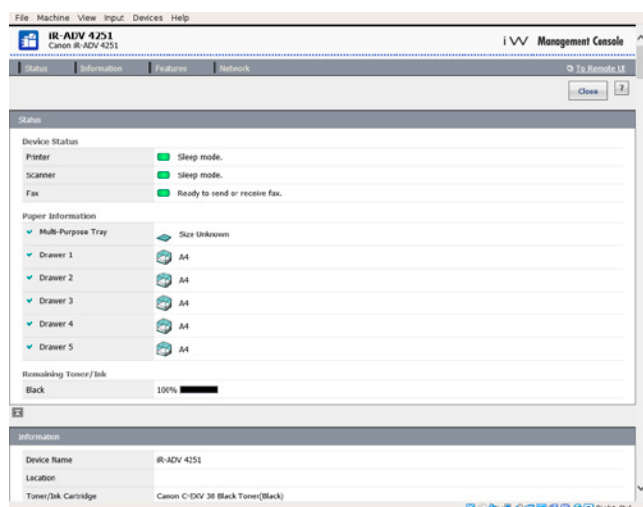 File Machine View Input Devices Help
iR-ADV 4251
Canon iR-ADV 4251
iW Management Console
Status Information Features Network To Remote UI
Close ?
Status
Device Status
Printer Sleep mode.
Scanner Sleep mode.
Fax Ready to send or receive fax.
Paper Information
Multi-Purpose Tray Size Unknown
Drawer 1 A4
Drawer 2 A4
Drawer 3 A4
Drawer 4 A4
Drawer 5 A4
Remaining Toner/Ink
Black 100%
Information
Device Name iR-ADV 4251
Location
Toner/Ink Cartridge Canon C-EXV 38 Black Toner(Black)
Right Ctrl